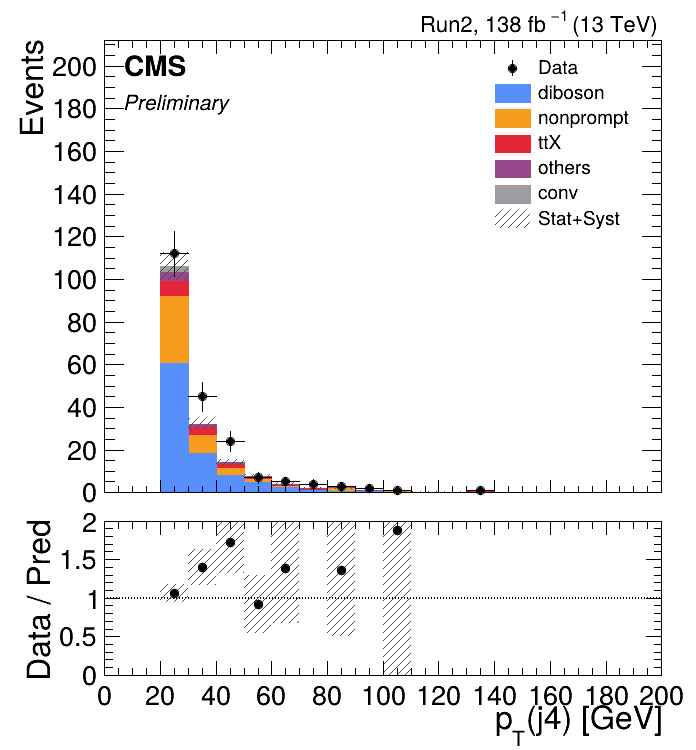 Run2, 138 fb⁻¹ (13 TeV)
Events
200
180
160
140
120
100
80
60
40
20
0
CMS
Preliminary
Data
diboson
nonprompt
ttX
others
conv
Stat+Syst
Data / Pred
2
1.5
1
0.5
0
0 20 40 60 80 100 120 140 160 180 200
p_T(j4) [GeV]